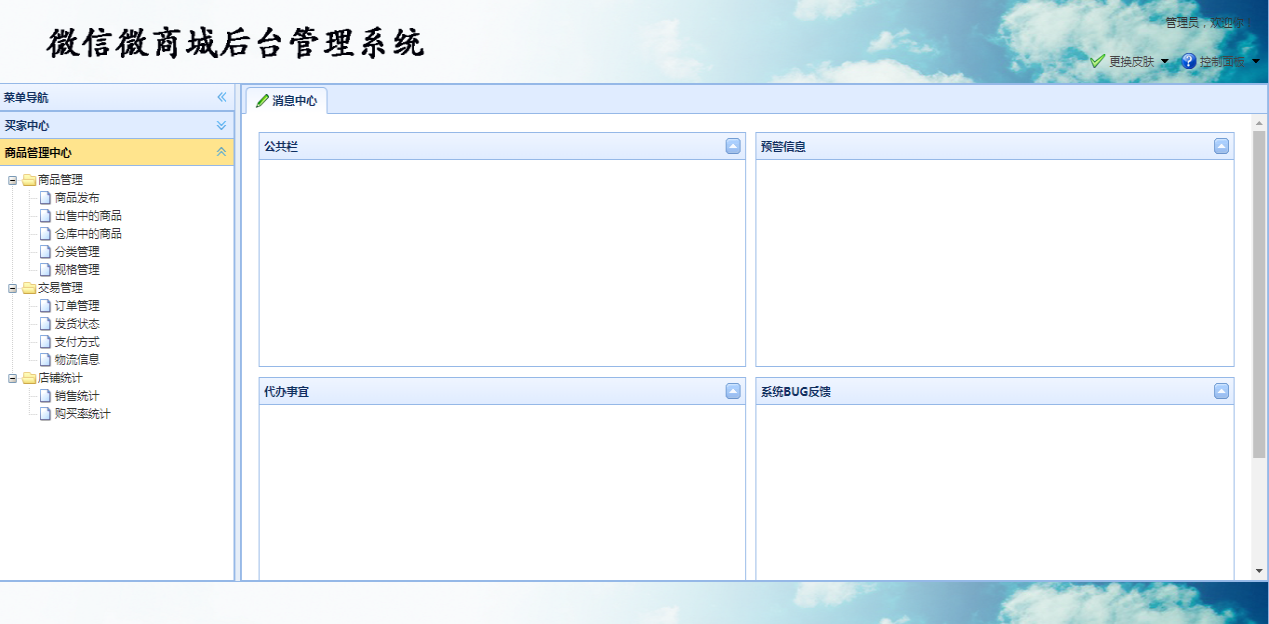 微信微商城后台管理系统
管理员，欢迎你！
更换皮肤
控制面板
菜单导航
买家中心
商品管理中心
商品管理
商品发布
出售中的商品
仓库中的商品
分类管理
规格管理
交易管理
订单管理
发货状态
支付方式
物流信息
店铺统计
销售统计
购买率统计
消息中心
公共栏
预警信息
代办事宜
系统BUG反馈